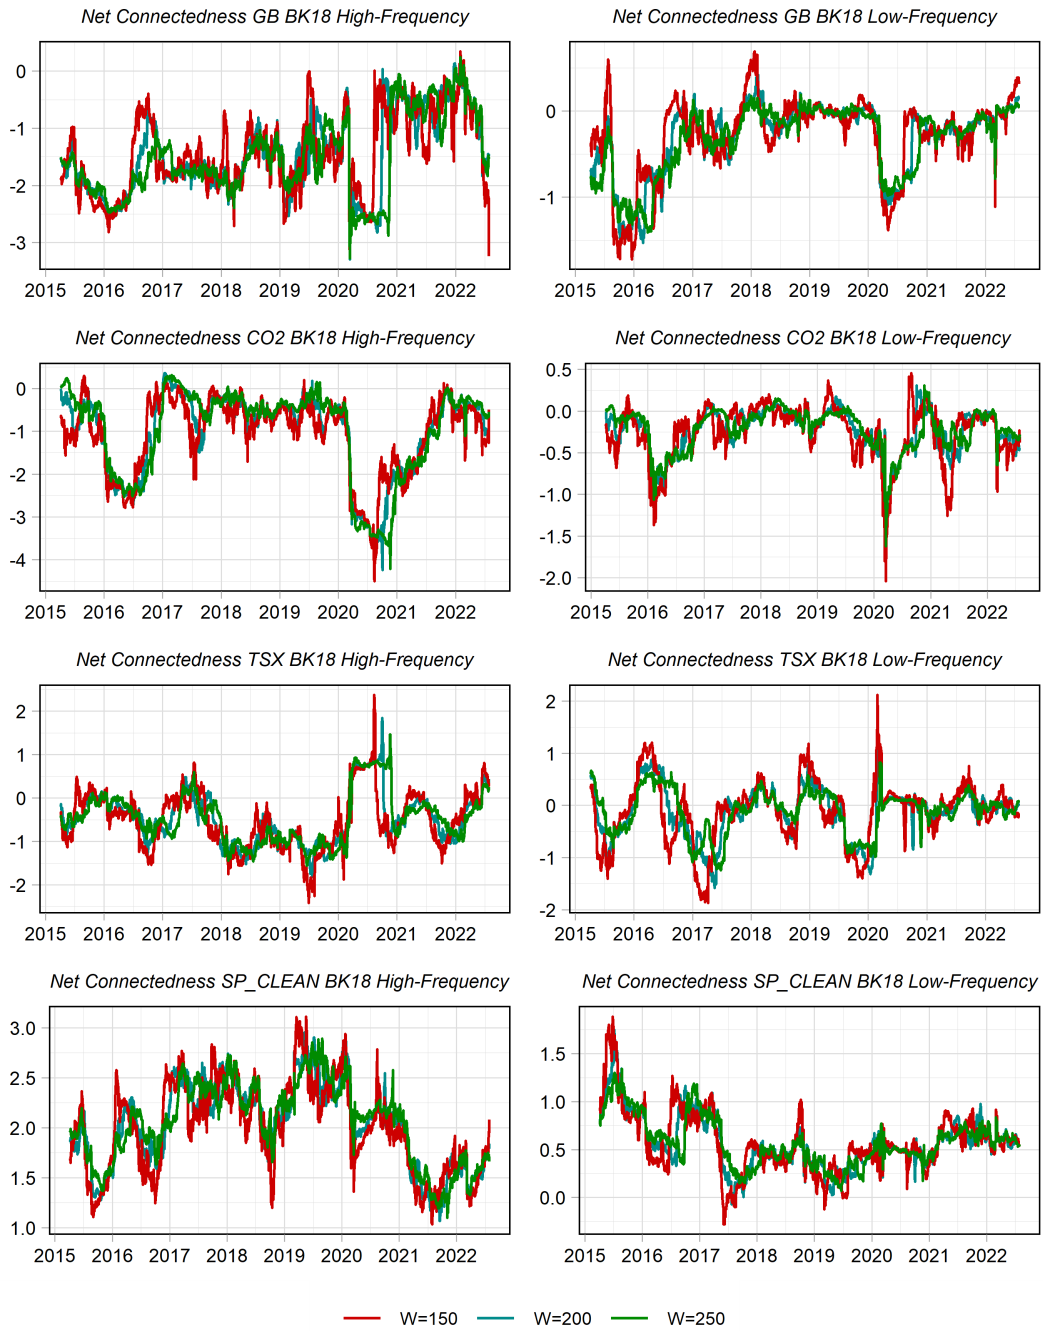 Net Connectedness GB BK18 High-Frequency
0
-1
-2
-3
2015 2016 2017 2018 2019 2020 2021 2022
Net Connectedness GB BK18 Low-Frequency
0
-1
2015 2016 2017 2018 2019 2020 2021 2022
Net Connectedness CO2 BK18 High-Frequency
0
-1
-2
-3
-4
2015 2016 2017 2018 2019 2020 2021 2022
Net Connectedness CO2 BK18 Low-Frequency
0.5
0.0
-0.5
-1.0
-1.5
-2.0
2015 2016 2017 2018 2019 2020 2021 2022
Net Connectedness TSX BK18 High-Frequency
2
1
0
-1
-2
2015 2016 2017 2018 2019 2020 2021 2022
Net Connectedness TSX BK18 Low-Frequency
2
1
0
-1
-2
2015 2016 2017 2018 2019 2020 2021 2022
Net Connectedness SP_CLEAN BK18 High-Frequency
3.0
2.5
2.0
1.5
1.0
2015 2016 2017 2018 2019 2020 2021 2022
Net Connectedness SP_CLEAN BK18 Low-Frequency
1.5
1.0
0.5
0.0
2015 2016 2017 2018 2019 2020 2021 2022
W=150 W=200 W=250